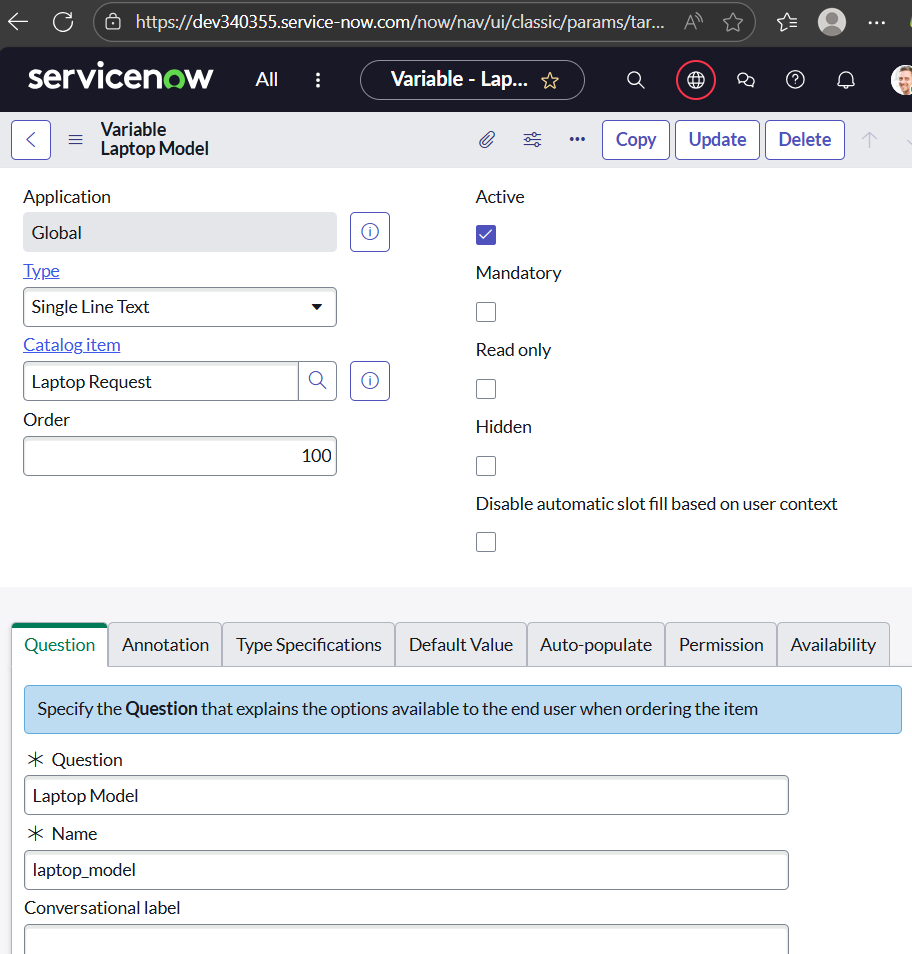 https://dev340355.service-now.com/now/nav/ui/classic/params/tar...
servicenow All Variable - Lap...
Variable
Laptop Model
Copy Update Delete
Application
Global
Type
Single Line Text
Catalog item
Laptop Request
Order
100
Active
Mandatory
Read only
Hidden
Disable automatic slot fill based on user context
Question Annotation Type Specifications Default Value Auto-populate Permission Availability
Specify the Question that explains the options available to the end user when ordering the item
Question
Laptop Model
Name
laptop_model
Conversational label